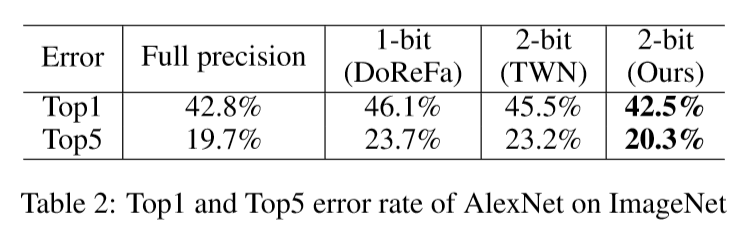 Error Full precision 1-bit (DoReFa) 2-bit (TWN) 2-bit (Ours)
Top1 42.8% 46.1% 45.5% 42.5%
Top5 19.7% 23.7% 23.2% 20.3%
Table 2: Top1 and Top5 error rate of AlexNet on ImageNet